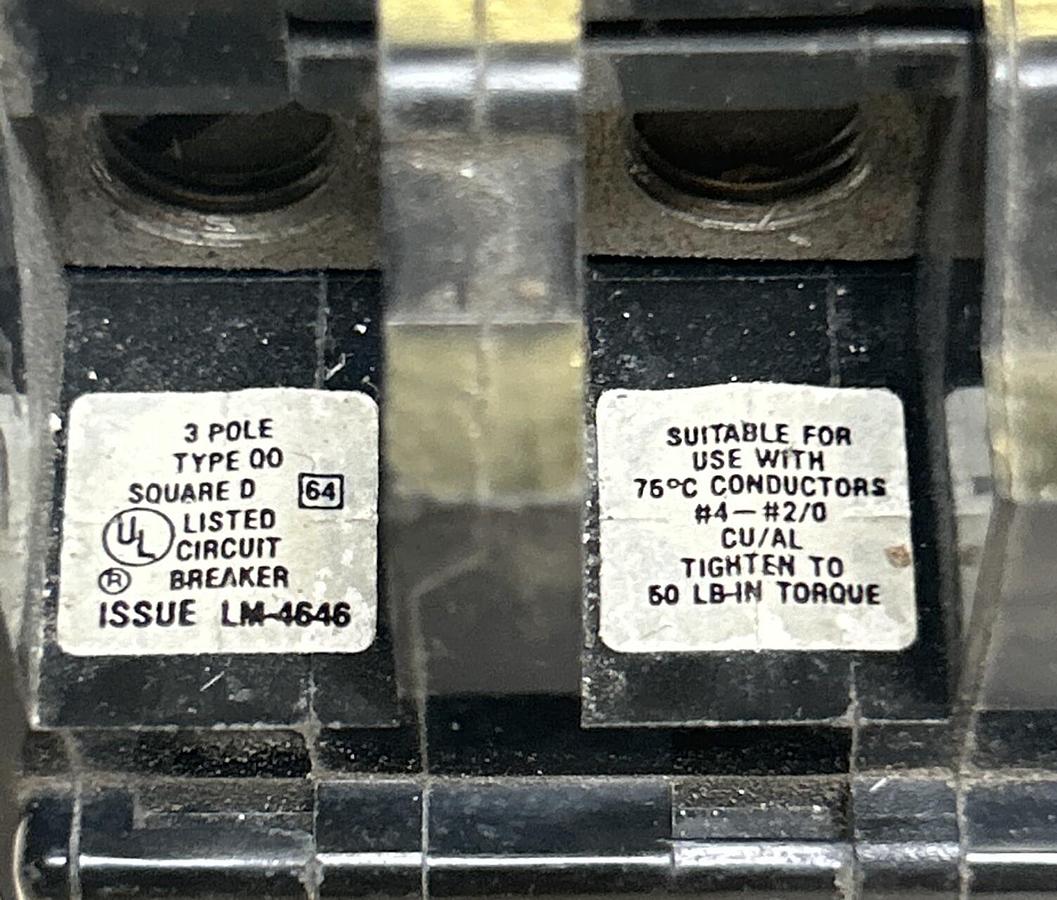 3 POLE
TYPE QO
SQUARE D 64
UL LISTED
CIRCUIT
® BREAKER
ISSUE LM-4646
SUITABLE FOR
USE WITH
75°C CONDUCTORS
#4-#2/0
CU/AL
TIGHTEN TO
50 LB-IN TORQUE